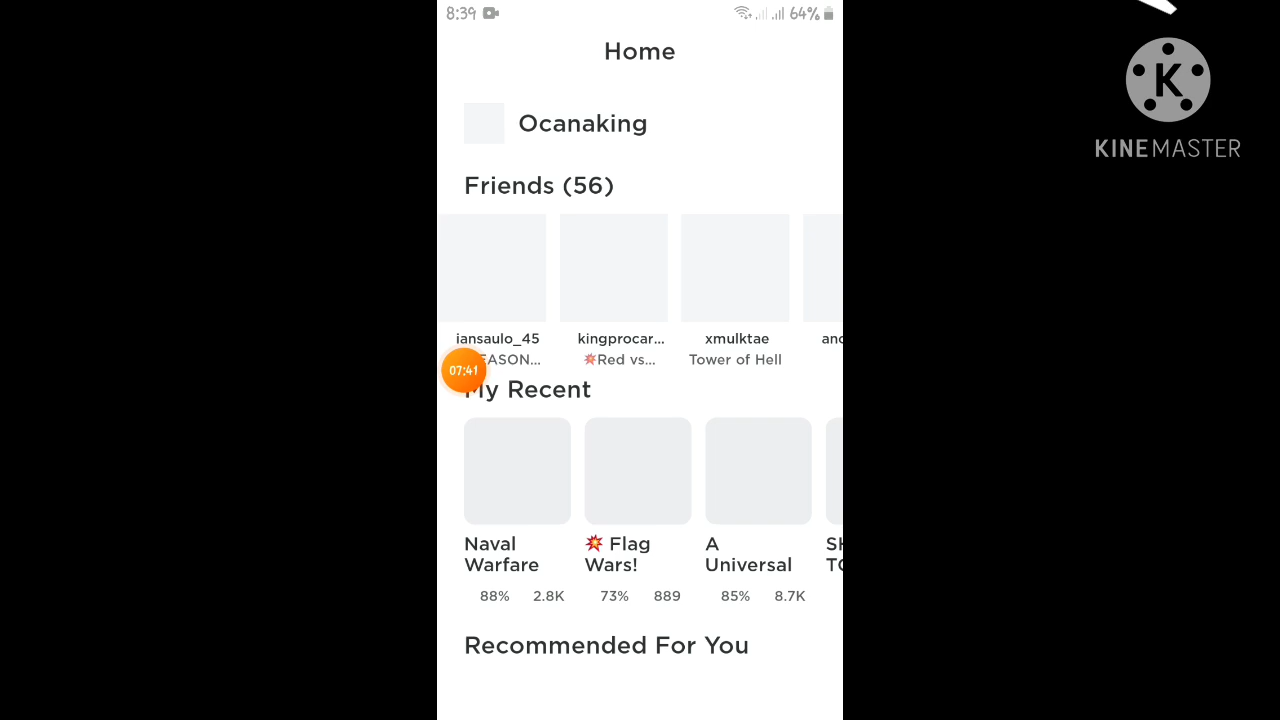 8:39
64%
Home
K
KINEMASTER
Ocanaking
Friends (56)
iansaulo_45 kingprocar... xmulktae
EASON... 💥Red vs... Tower of Hell
07:41
My Recent
Naval 💥 Flag A
Warfare Wars! Universal
88% 2.8K 73% 889 85% 8.7K
Recommended For You